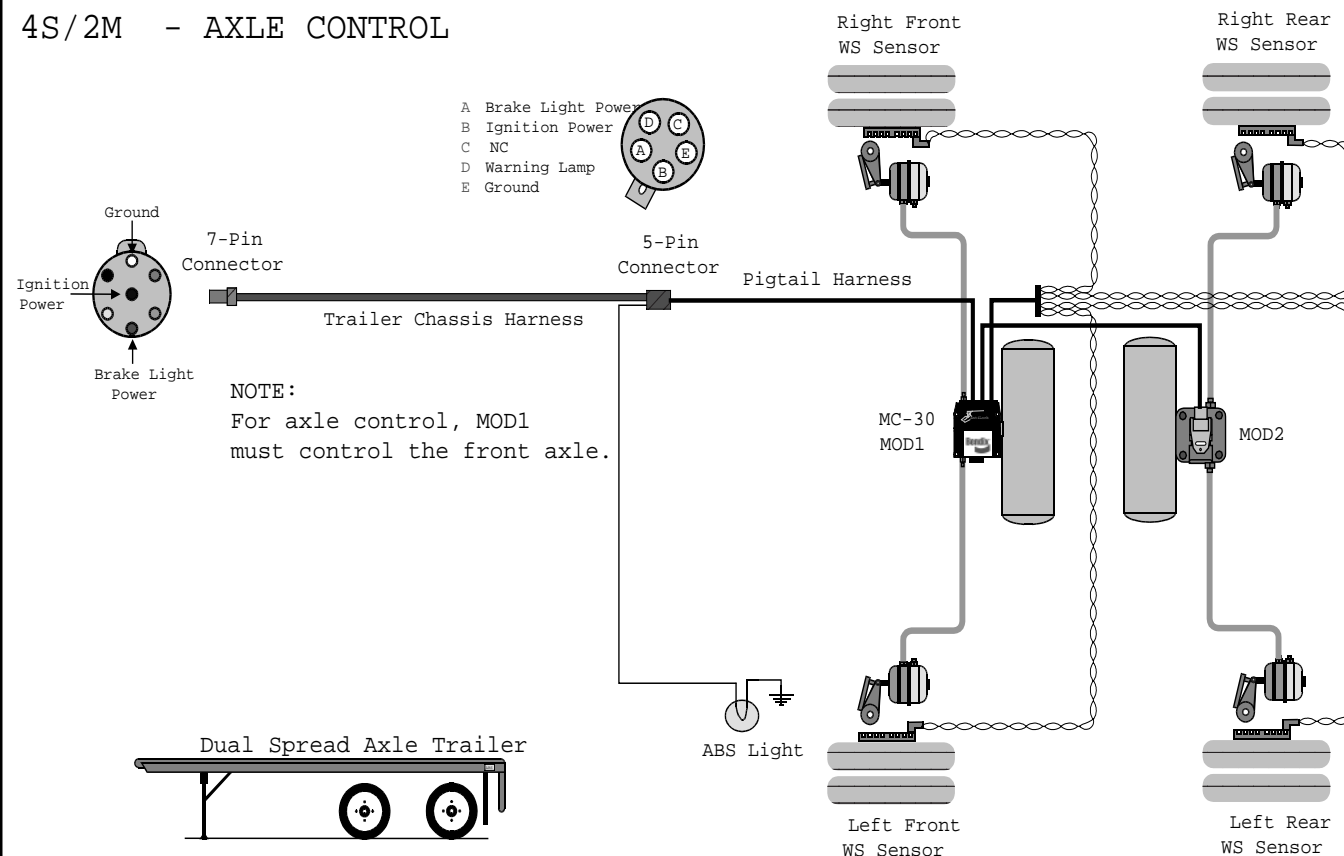 4S/2M - AXLE CONTROL
Right Front
WS Sensor
Right Rear
WS Sensor
A Brake Light Power
B Ignition Power
C NC
D Warning Lamp
E Ground
D
C
A
E
B
Ground
7-Pin
Connector
Ignition
Power
5-Pin
Connector
Pigtail Harness
Trailer Chassis Harness
Brake Light
Power
NOTE:
For axle control, MOD1
must control the front axle.
MC-30
MOD1
Bendix
MOD2
ABS Light
Dual Spread Axle Trailer
Left Front
WS Sensor
Left Rear
WS Sensor